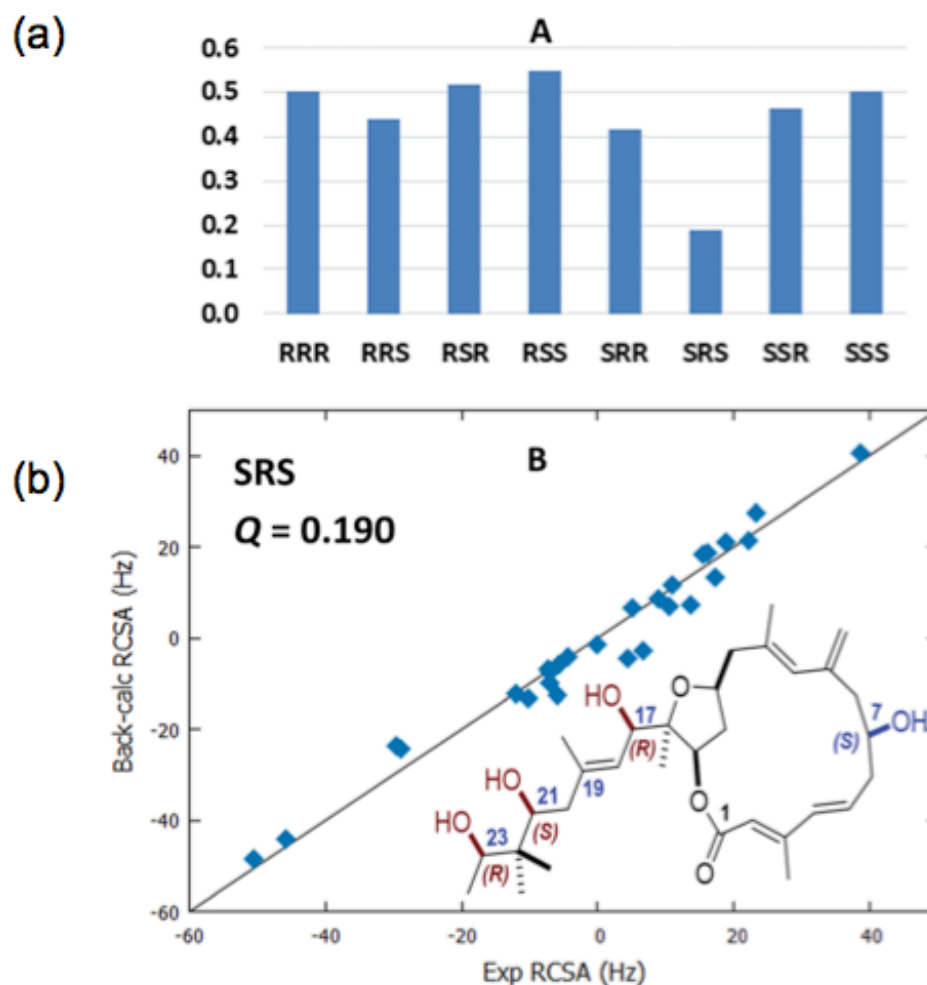 (a)
A
0.6
0.5
0.4
0.3
0.2
0.1
0.0
RRR RRS RSR RSS SRR SRS SSR SSS
(b)
B
SRS
Q = 0.190
Back-calc RCSA (Hz)
40
20
0
-20
-40
-60
-60 -40 -20 0 20 40
Exp RCSA (Hz)
O
HO 17
(R)
7
OH
(S)
HO
21
19
(S)
O
1
O
HO
23
(R)